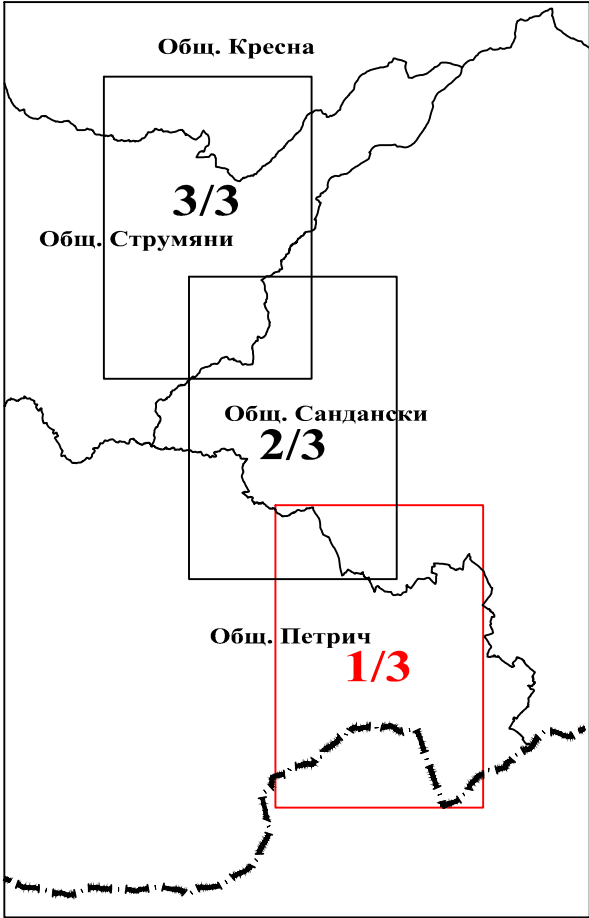 Общ. Кресна
3/3
Общ. Струмяни
Общ. Сандански
2/3
Общ. Петрич
1/3